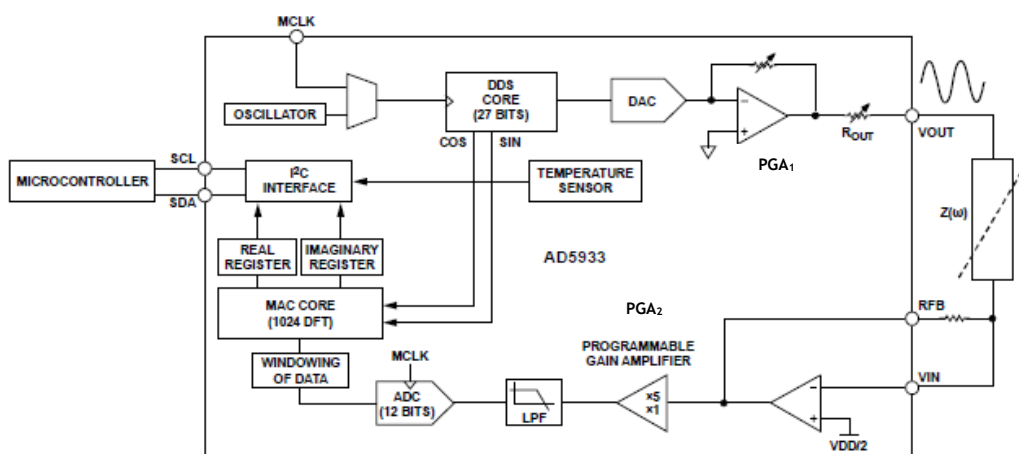 MCLK
DDS
CORE
(27 BITS)
DAC
OSCILLATOR
R_OUT
VOUT
COS
SIN
PGA₁
SCL
MICROCONTROLLER
I²C
INTERFACE
TEMPERATURE
SENSOR
SDA
Z(ω)
REAL
REGISTER
IMAGINARY
REGISTER
AD5933
MAC CORE
(1024 DFT)
PGA₂
RFB
PROGRAMMABLE
GAIN AMPLIFIER
WINDOWING
OF DATA
MCLK
VIN
ADC
(12 BITS)
LPF
×5
×1
VDD/2